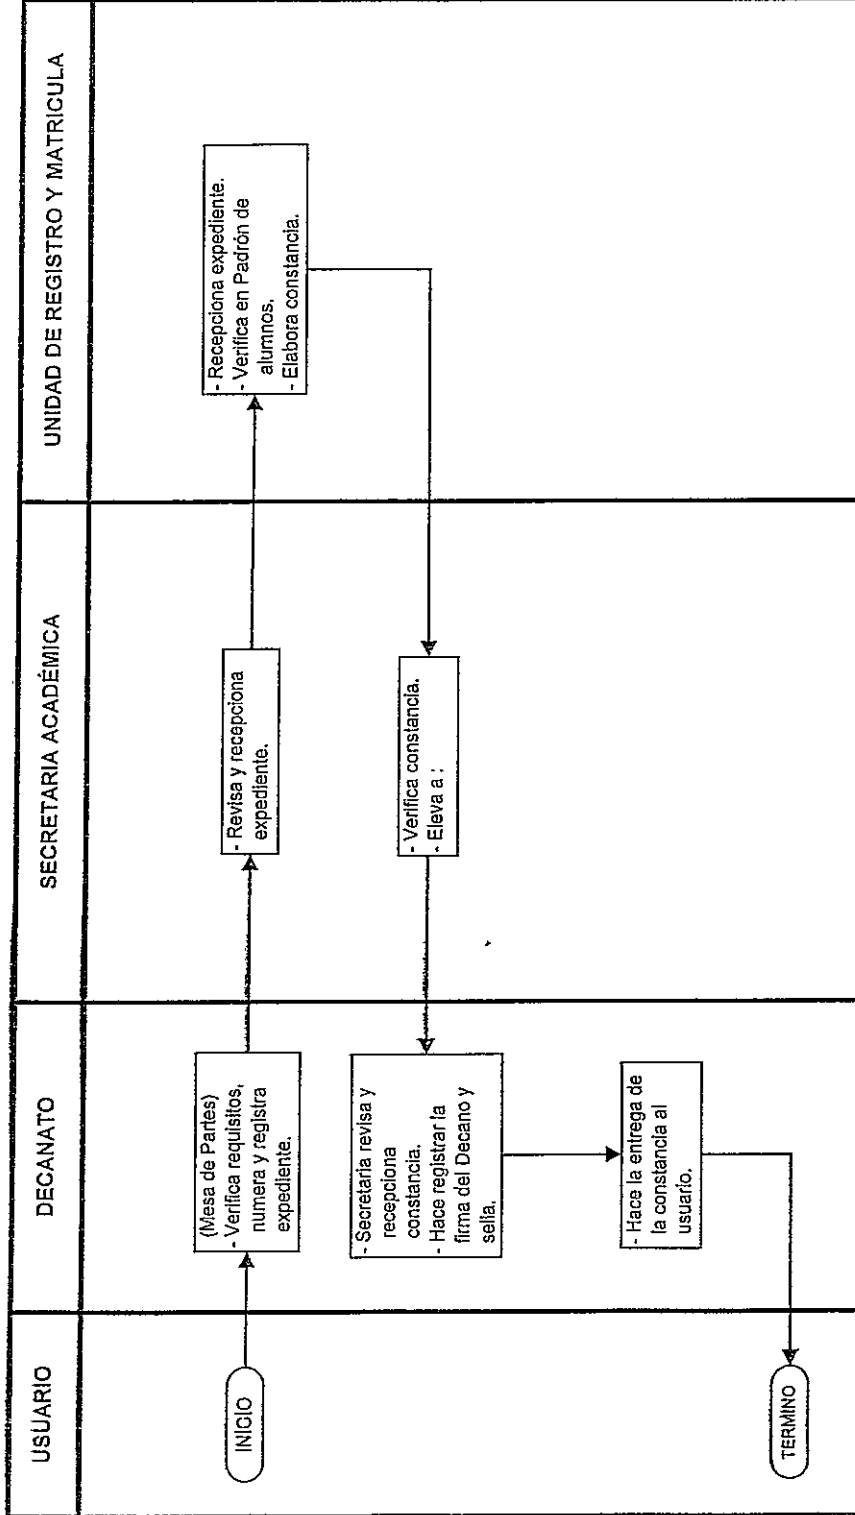 USUARIO
DECANATO
SECRETARIA ACADÉMICA
UNIDAD DE REGISTRO Y MATRICULA
INICIO
(Mesa de Partes)
- Verifica requisitos,
numera y registra
expediente.
- Revisa y recepciona
expediente.
- Recepciona expediente.
- Verifica en Padrón de
alumnos.
- Elabora constancia.
- Verifica constancia.
- Eleva a :
- Secretaria revisa y
recepciona
constancia.
- Hace registrar la
firma del Decano y
sella.
- Hace la entrega de
la constancia al
usuario.
TERMINO